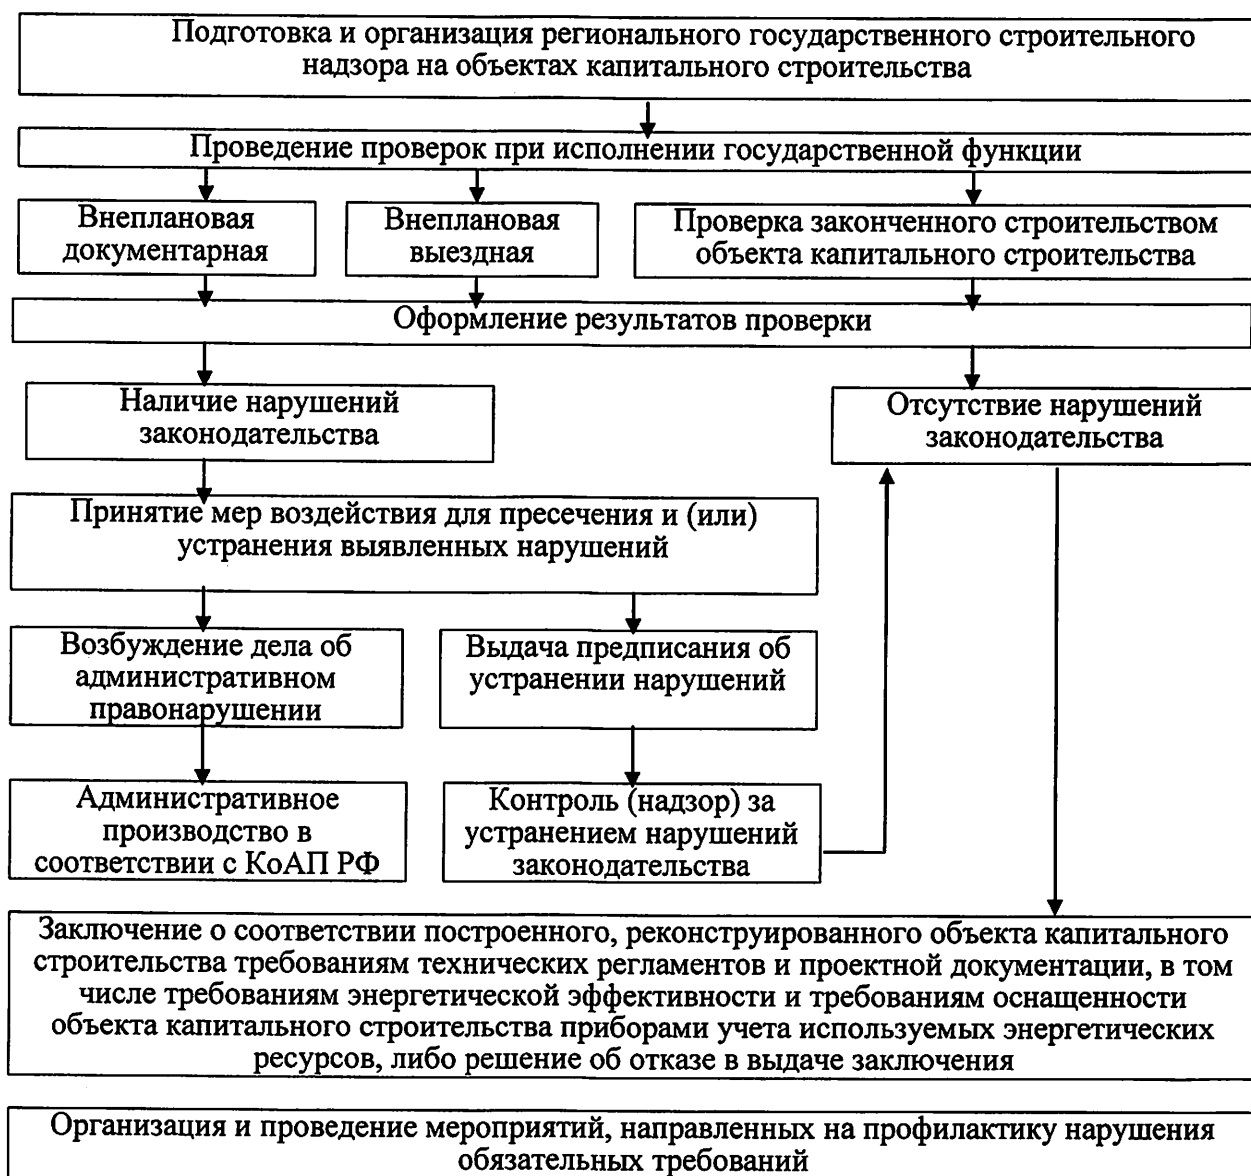 Подготовка и организация регионального государственного строительного
надзора на объектах капитального строительства
Проведение проверок при исполнении государственной функции
Внеплановая
документарная
Внеплановая
выездная
Проверка законченного строительством
объекта капитального строительства
Оформление результатов проверки
Наличие нарушений
законодательства
Отсутствие нарушений
законодательства
Принятие мер воздействия для пресечения и (или)
устранения выявленных нарушений
Возбуждение дела об
административном
правонарушении
Выдача предписания об
устранении нарушений
Административное
производство в
соответствии с КоАП РФ
Контроль (надзор) за
устранением нарушений
законодательства
Заключение о соответствии построенного, реконструированного объекта капитального
строительства требованиям технических регламентов и проектной документации, в том
числе требованиям энергетической эффективности и требованиям оснащенности
объекта капитального строительства приборами учета используемых энергетических
ресурсов, либо решение об отказе в выдаче заключения
Организация и проведение мероприятий, направленных на профилактику нарушения
обязательных требований